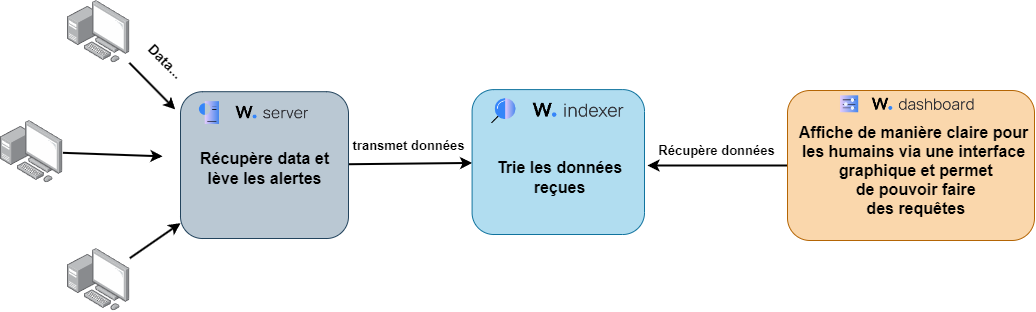 Data...
W. server
Récupère data et
lève les alertes
transmet données
W. indexer
Trie les données
reçues
Récupère données
W. dashboard
Affiche de manière claire pour
les humains via une interface
graphique et permet
de pouvoir faire
des requêtes